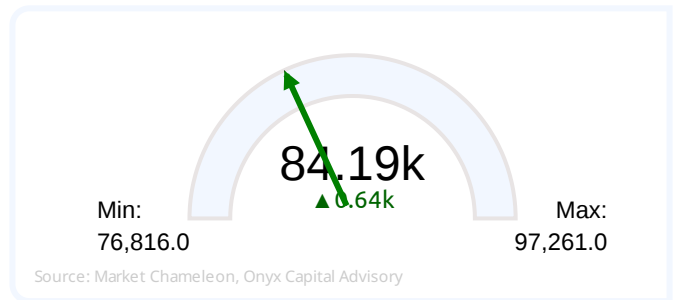 84.19k
▲0.64k
Min:
76,816.0
Max:
97,261.0
Source: Market Chameleon, Onyx Capital Advisory